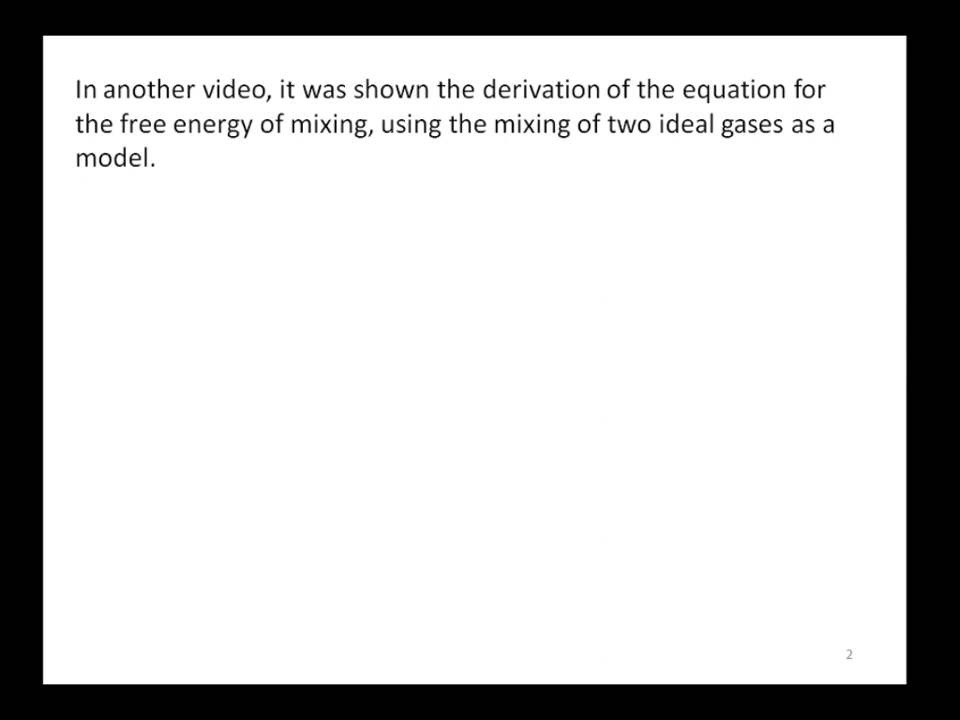 In another video, it was shown the derivation of the equation for
the free energy of mixing, using the mixing of two ideal gases as a
model.
2